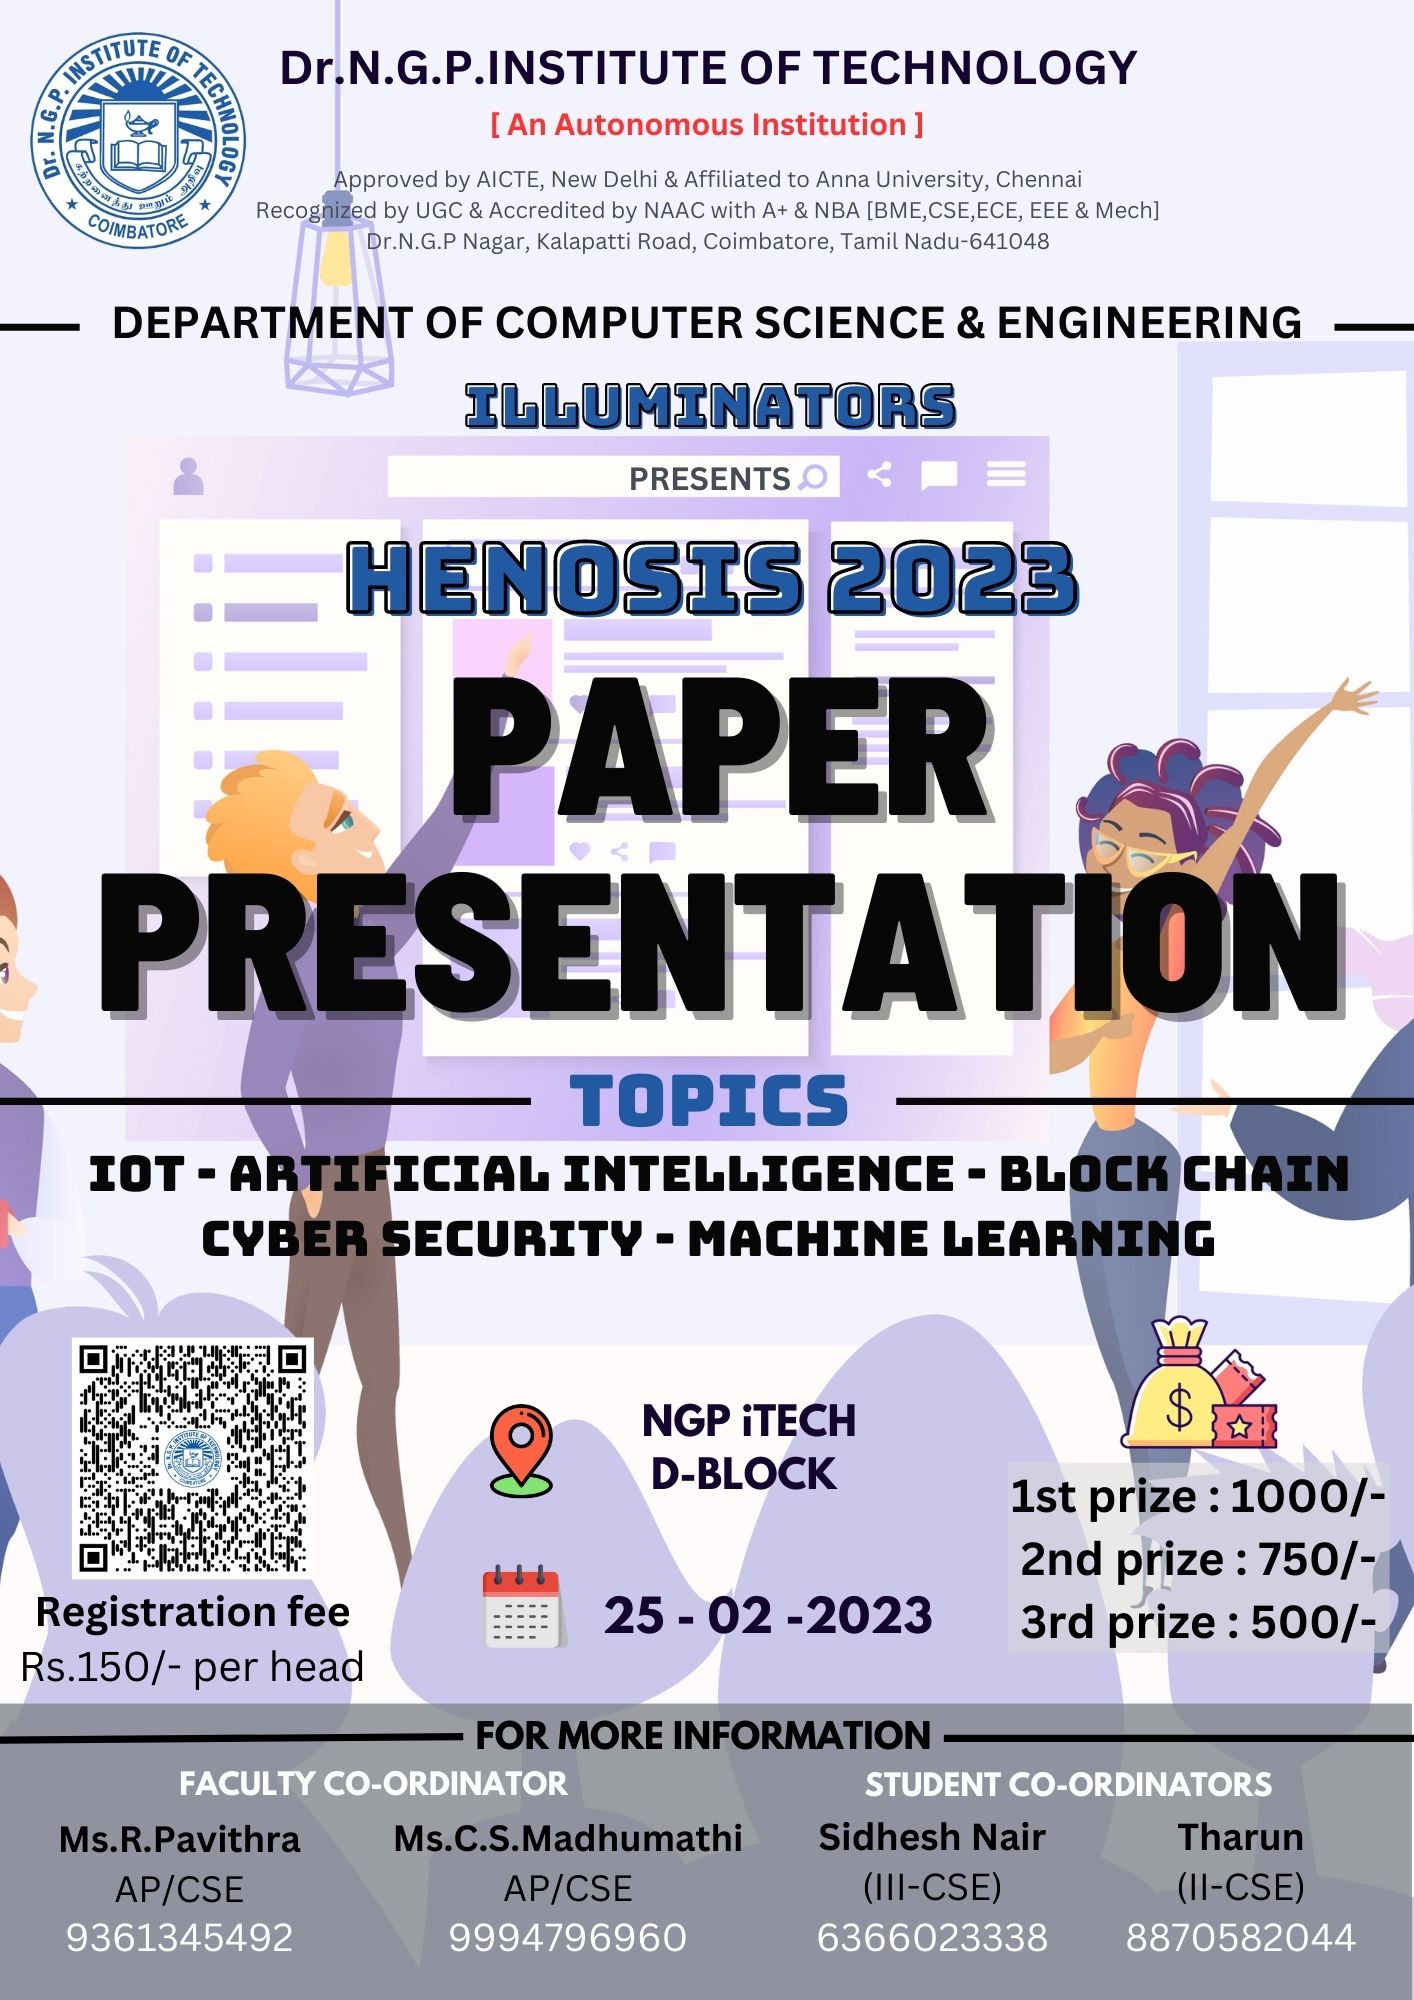 Dr. N.G.P. INSTITUTE OF TECHNOLOGY
COIMBATORE
Dr.N.G.P.INSTITUTE OF TECHNOLOGY
[ An Autonomous Institution ]
Approved by AICTE, New Delhi & Affiliated to Anna University, Chennai
Recognized by UGC & Accredited by NAAC with A+ & NBA [BME,CSE,ECE, EEE & Mech]
Dr.N.G.P Nagar, Kalapatti Road, Coimbatore, Tamil Nadu-641048
DEPARTMENT OF COMPUTER SCIENCE & ENGINEERING
ILLUMINATORS
PRESENTS
HENOSIS 2023
PAPER
PRESENTATION
TOPICS
IOT - ARTIFICIAL INTELLIGENCE - BLOCK CHAIN
CYBER SECURITY - MACHINE LEARNING
NGP iTECH
D-BLOCK
25 - 02 -2023
1st prize : 1000/-
2nd prize : 750/-
3rd prize : 500/-
Registration fee
Rs.150/- per head
FOR MORE INFORMATION
FACULTY CO-ORDINATOR
Ms.R.Pavithra
AP/CSE
9361345492
Ms.C.S.Madhumathi
AP/CSE
9994796960
STUDENT CO-ORDINATORS
Sidhesh Nair
(III-CSE)
6366023338
Tharun
(II-CSE)
8870582044